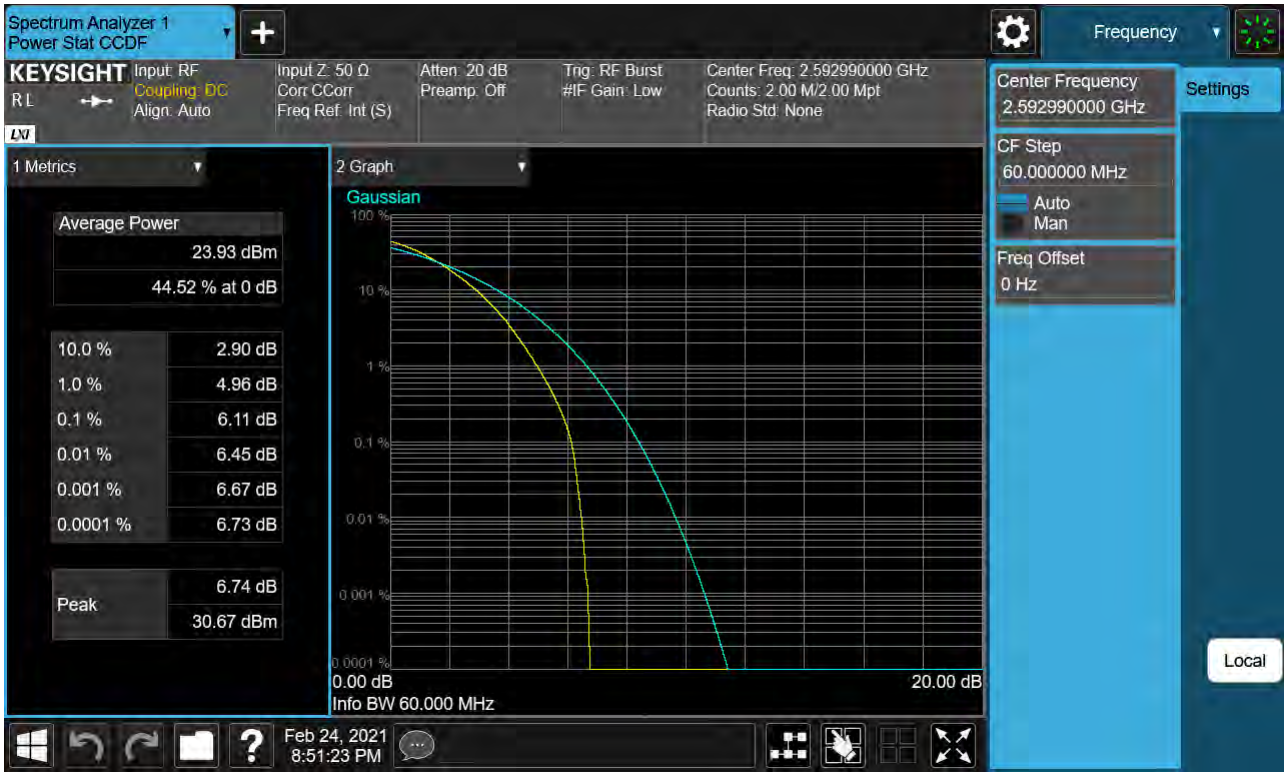 Spectrum Analyzer 1
Power Stat CCDF
Frequency
KEYSIGHT
RL
LXI
Input: RF
Coupling: DC
Align: Auto
Input Z: 50 Ω
Corr CCorr
Freq Ref: Int (S)
Atten: 20 dB
Preamp: Off
Trig: RF Burst
#IF Gain: Low
Center Freq: 2.592990000 GHz
Counts: 2.00 M/2.00 Mpt
Radio Std: None
Center Frequency
2.592990000 GHz
Settings
CF Step
60.000000 MHz
Auto
Man
Freq Offset
0 Hz
Local
1 Metrics
Average Power
23.93 dBm
44.52 % at 0 dB
10.0 % 2.90 dB
1.0 % 4.96 dB
0.1 % 6.11 dB
0.01 % 6.45 dB
0.001 % 6.67 dB
0.0001 % 6.73 dB
Peak
6.74 dB
30.67 dBm
2 Graph
Gaussian
100 %
10 %
1 %
0.1 %
0.01 %
0.001 %
0.0001 %
0.00 dB 20.00 dB
Info BW 60.000 MHz
Feb 24, 2021
8:51:23 PM